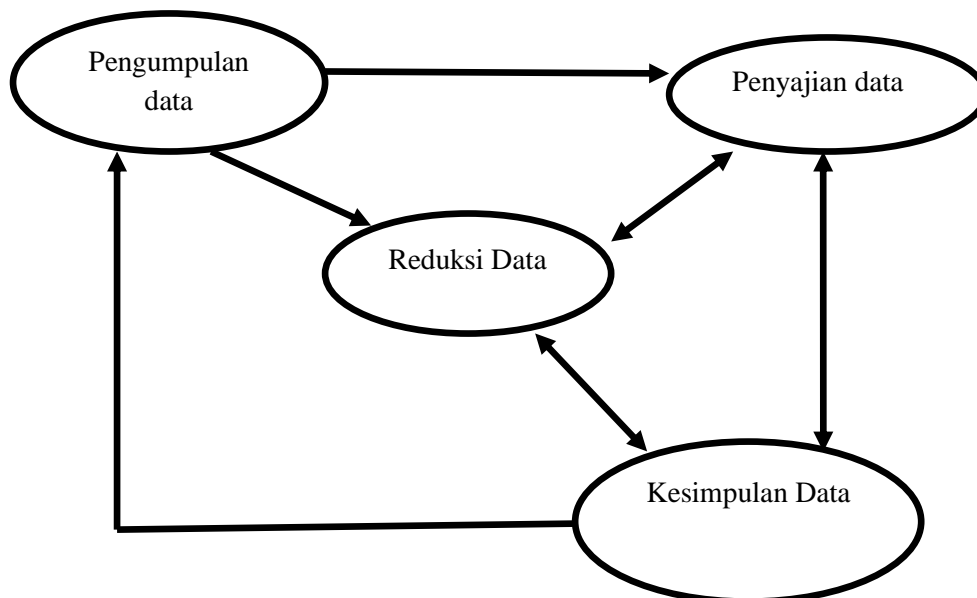 Pengumpulan
data
Penyajian data
Reduksi Data
Kesimpulan Data